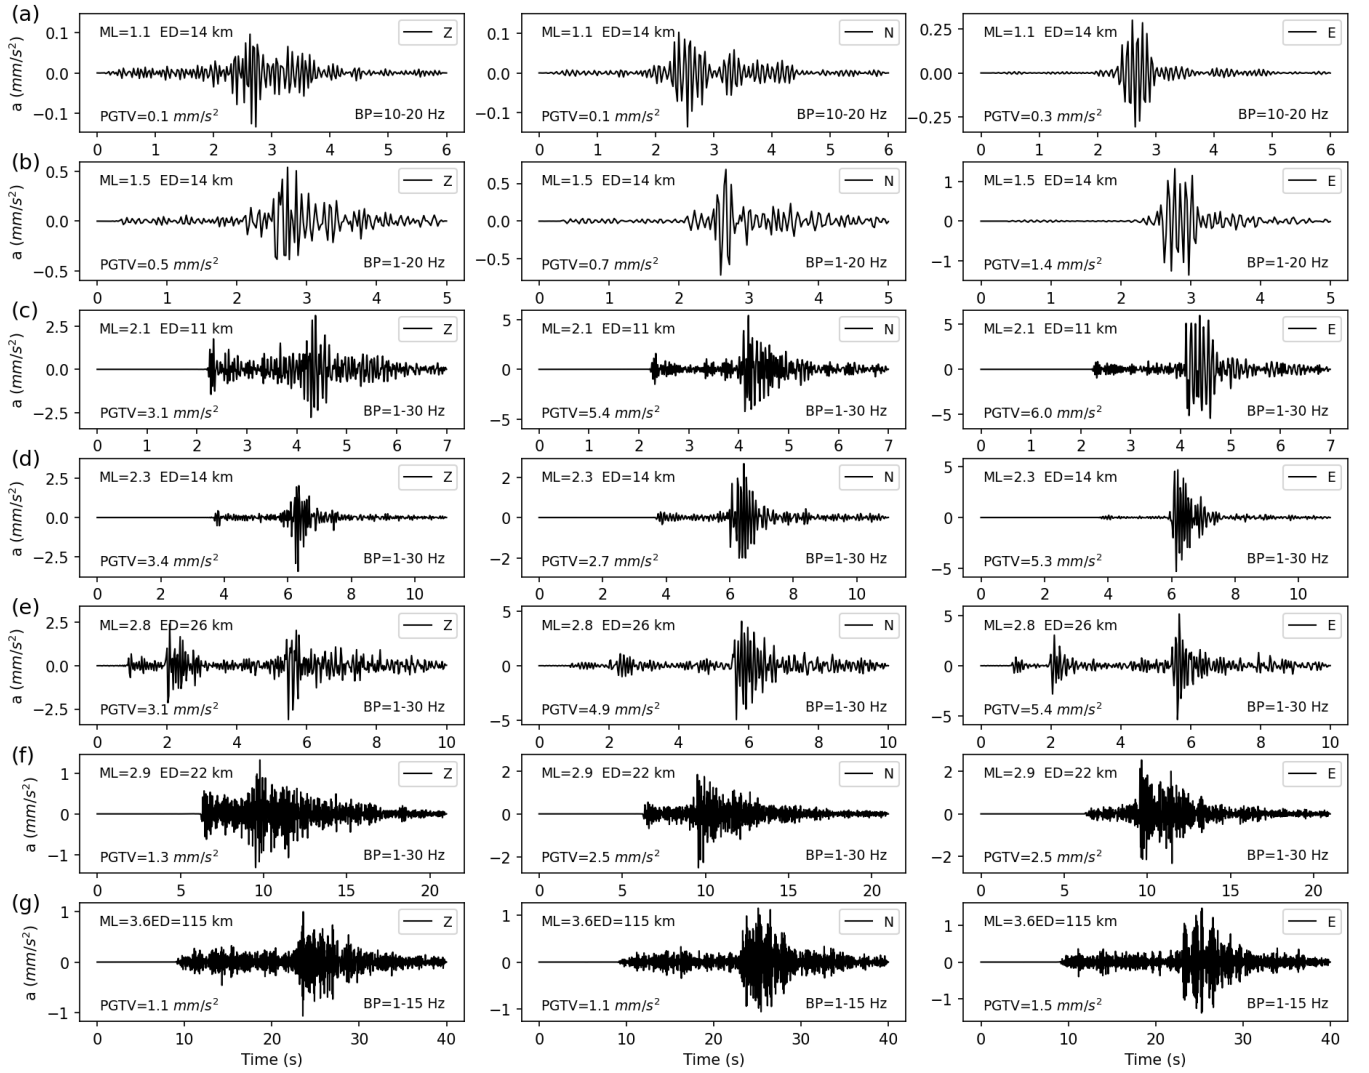 (a)
ML=1.1 ED=14 km Z
PGTV=0.1 mm/s² BP=10-20 Hz
a (mm/s²)
0.1
0.0
−0.1
0 1 2 3 4 5 6
ML=1.1 ED=14 km N
PGTV=0.1 mm/s² BP=10-20 Hz
0.1
0.0
−0.1
0 1 2 3 4 5 6
ML=1.1 ED=14 km E
PGTV=0.3 mm/s² BP=10-20 Hz
0.25
0.00
−0.25
0 1 2 3 4 5 6
(b)
ML=1.5 ED=14 km Z
PGTV=0.5 mm/s² BP=1-20 Hz
a (mm/s²)
0.5
0.0
−0.5
0 1 2 3 4 5
ML=1.5 ED=14 km N
PGTV=0.7 mm/s² BP=1-20 Hz
0.5
0.0
−0.5
0 1 2 3 4 5
ML=1.5 ED=14 km E
PGTV=1.4 mm/s² BP=1-20 Hz
1
0
−1
0 1 2 3 4 5
(c)
ML=2.1 ED=11 km Z
PGTV=3.1 mm/s² BP=1-30 Hz
a (mm/s²)
2.5
0.0
−2.5
0 1 2 3 4 5 6 7
ML=2.1 ED=11 km N
PGTV=5.4 mm/s² BP=1-30 Hz
5
0
−5
0 1 2 3 4 5 6 7
ML=2.1 ED=11 km E
PGTV=6.0 mm/s² BP=1-30 Hz
5
0
−5
0 1 2 3 4 5 6 7
(d)
ML=2.3 ED=14 km Z
PGTV=3.4 mm/s² BP=1-30 Hz
a (mm/s²)
2.5
0.0
−2.5
0 2 4 6 8 10
ML=2.3 ED=14 km N
PGTV=2.7 mm/s² BP=1-30 Hz
2
0
−2
0 2 4 6 8 10
ML=2.3 ED=14 km E
PGTV=5.3 mm/s² BP=1-30 Hz
5
0
−5
0 2 4 6 8 10
(e)
ML=2.8 ED=26 km Z
PGTV=3.1 mm/s² BP=1-30 Hz
a (mm/s²)
2.5
0.0
−2.5
0 2 4 6 8 10
ML=2.8 ED=26 km N
PGTV=4.9 mm/s² BP=1-30 Hz
5
0
−5
0 2 4 6 8 10
ML=2.8 ED=26 km E
PGTV=5.4 mm/s² BP=1-30 Hz
5
0
−5
0 2 4 6 8 10
(f)
ML=2.9 ED=22 km Z
PGTV=1.3 mm/s² BP=1-30 Hz
a (mm/s²)
1
0
−1
0 5 10 15 20
ML=2.9 ED=22 km N
PGTV=2.5 mm/s² BP=1-30 Hz
2
0
−2
0 5 10 15 20
ML=2.9 ED=22 km E
PGTV=2.5 mm/s² BP=1-30 Hz
2
0
−2
0 5 10 15 20
(g)
ML=3.6ED=115 km Z
PGTV=1.1 mm/s² BP=1-15 Hz
a (mm/s²)
1
0
−1
0 10 20 30 40
Time (s)
ML=3.6ED=115 km N
PGTV=1.1 mm/s² BP=1-15 Hz
1
0
−1
0 10 20 30 40
Time (s)
ML=3.6ED=115 km E
PGTV=1.5 mm/s² BP=1-15 Hz
1
0
−1
0 10 20 30 40
Time (s)